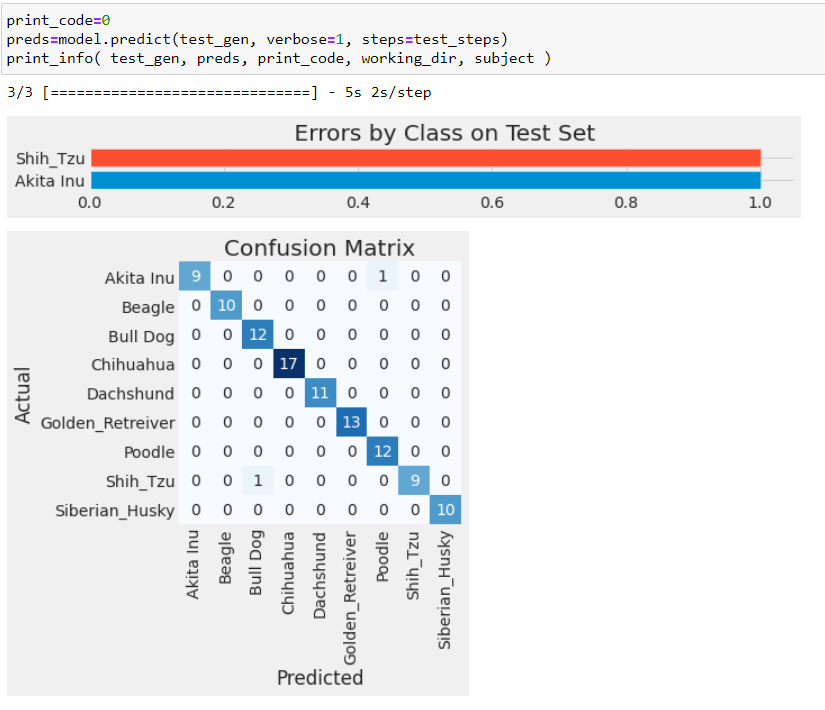 print_code=0
preds=model.predict(test_gen, verbose=1, steps=test_steps)
print_info( test_gen, preds, print_code, working_dir, subject )
3/3 [==============================] - 5s 2s/step
Errors by Class on Test Set
Shih_Tzu
Akita Inu
0.0 0.2 0.4 0.6 0.8 1.0
Confusion Matrix
Actual
Akita Inu 9 0 0 0 0 0 1 0 0
Beagle 0 10 0 0 0 0 0 0 0
Bull Dog 0 0 12 0 0 0 0 0 0
Chihuahua 0 0 0 17 0 0 0 0 0
Dachshund 0 0 0 0 11 0 0 0 0
Golden_Retreiver 0 0 0 0 0 13 0 0 0
Poodle 0 0 0 0 0 0 12 0 0
Shih_Tzu 0 0 1 0 0 0 0 9 0
Siberian_Husky 0 0 0 0 0 0 0 0 10
Akita Inu
Beagle
Bull Dog
Chihuahua
Dachshund
Golden_Retreiver
Poodle
Shih_Tzu
Siberian_Husky
Predicted